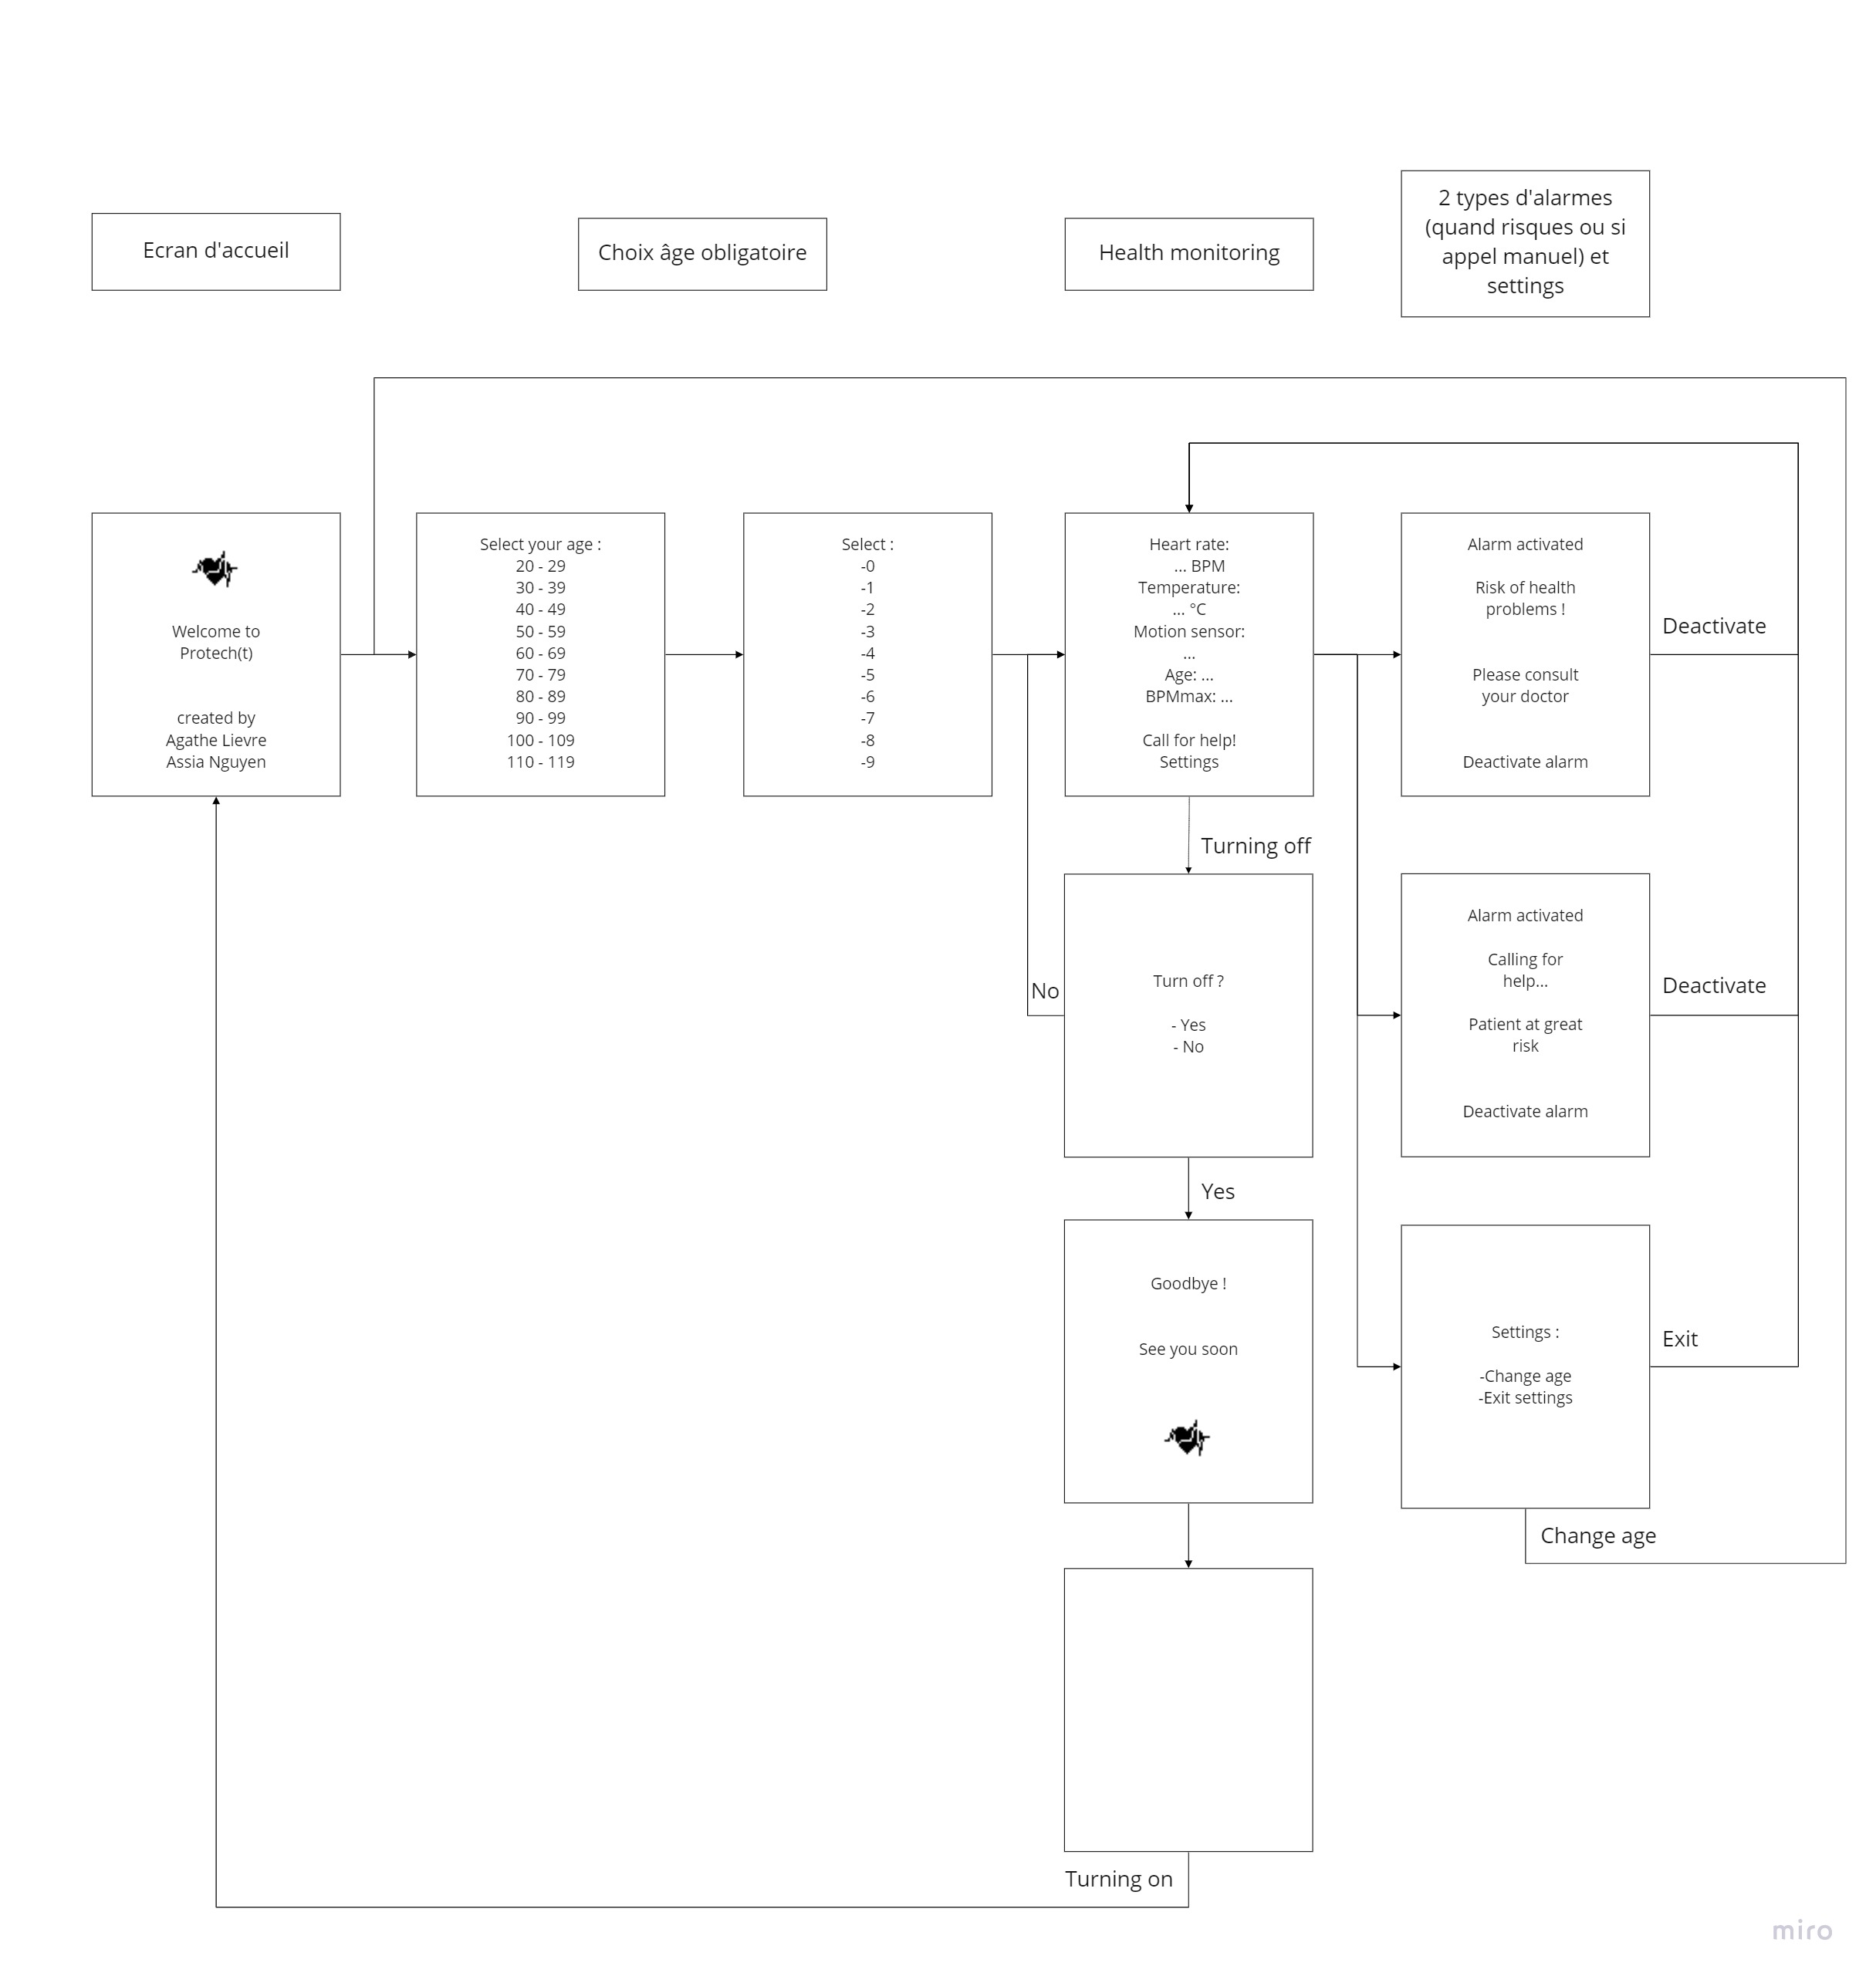 Ecran d'accueil
Choix âge obligatoire
Health monitoring
2 types d'alarmes
(quand risques ou si
appel manuel) et
settings
Welcome to
Protech(t)
created by
Agathe Lievre
Assia Nguyen
Select your age :
20 - 29
30 - 39
40 - 49
50 - 59
60 - 69
70 - 79
80 - 89
90 - 99
100 - 109
110 - 119
Select :
-0
-1
-2
-3
-4
-5
-6
-7
-8
-9
Heart rate:
... BPM
Temperature:
... °C
Motion sensor:
...
Age: ...
BPMmax: ...
Call for help!
Settings
Alarm activated
Risk of health
problems !
Please consult
your doctor
Deactivate alarm
Deactivate
Turning off
Turn off ?
- Yes
- No
No
Alarm activated
Calling for
help...
Patient at great
risk
Deactivate alarm
Deactivate
Yes
Goodbye !
See you soon
Settings :
-Change age
-Exit settings
Exit
Change age
Turning on
miro